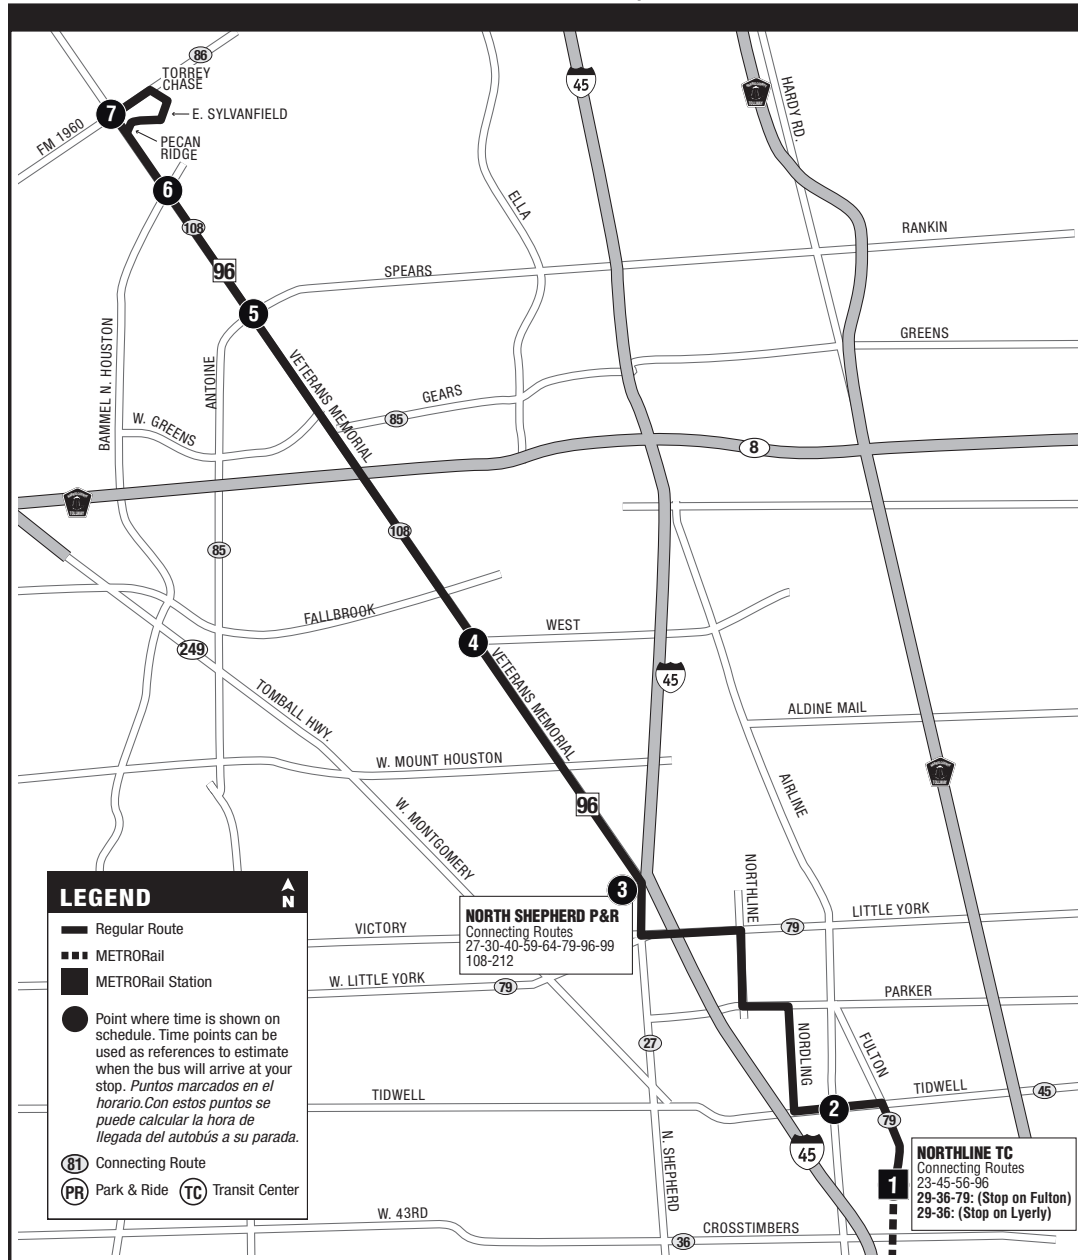 86
TORREY
CHASE
7
E. SYLVANFIELD
FM 1960
PECAN
RIDGE
6
108
96
5
45
HARDY RD.
ELLA
RANKIN
SPEARS
GREENS
BAMMEL N. HOUSTON
ANTOINE
VETERANS MEMORIAL
GEARS
85
W. GREENS
8
108
85
FALLBROOK
4
WEST
249
VETERANS MEMORIAL
45
TOMBALL HWY.
ALDINE MAIL
W. MOUNT HOUSTON
AIRLINE
96
W. MONTGOMERY
3
NORTHLINE
NORTH SHEPHERD P&R
Connecting Routes
27-30-40-59-64-79-96-99
108-212
VICTORY
79
LITTLE YORK
W. LITTLE YORK
79
PARKER
27
NORDLING
FULTON
TIDWELL
2
TIDWELL
45
79
N. SHEPHERD
45
1
NORTHLINE TC
Connecting Routes
23-45-56-96
29-36-79: (Stop on Fulton)
29-36: (Stop on Lyerly)
W. 43RD
CROSSTIMBERS
36
LEGEND
N
Regular Route
METRORail
METRORail Station
Point where time is shown on
schedule. Time points can be
used as references to estimate
when the bus will arrive at your
stop. Puntos marcados en el
horario.Con estos puntos se
puede calcular la hora de
llegada del autobús a su parada.
81 Connecting Route
PR Park & Ride TC Transit Center